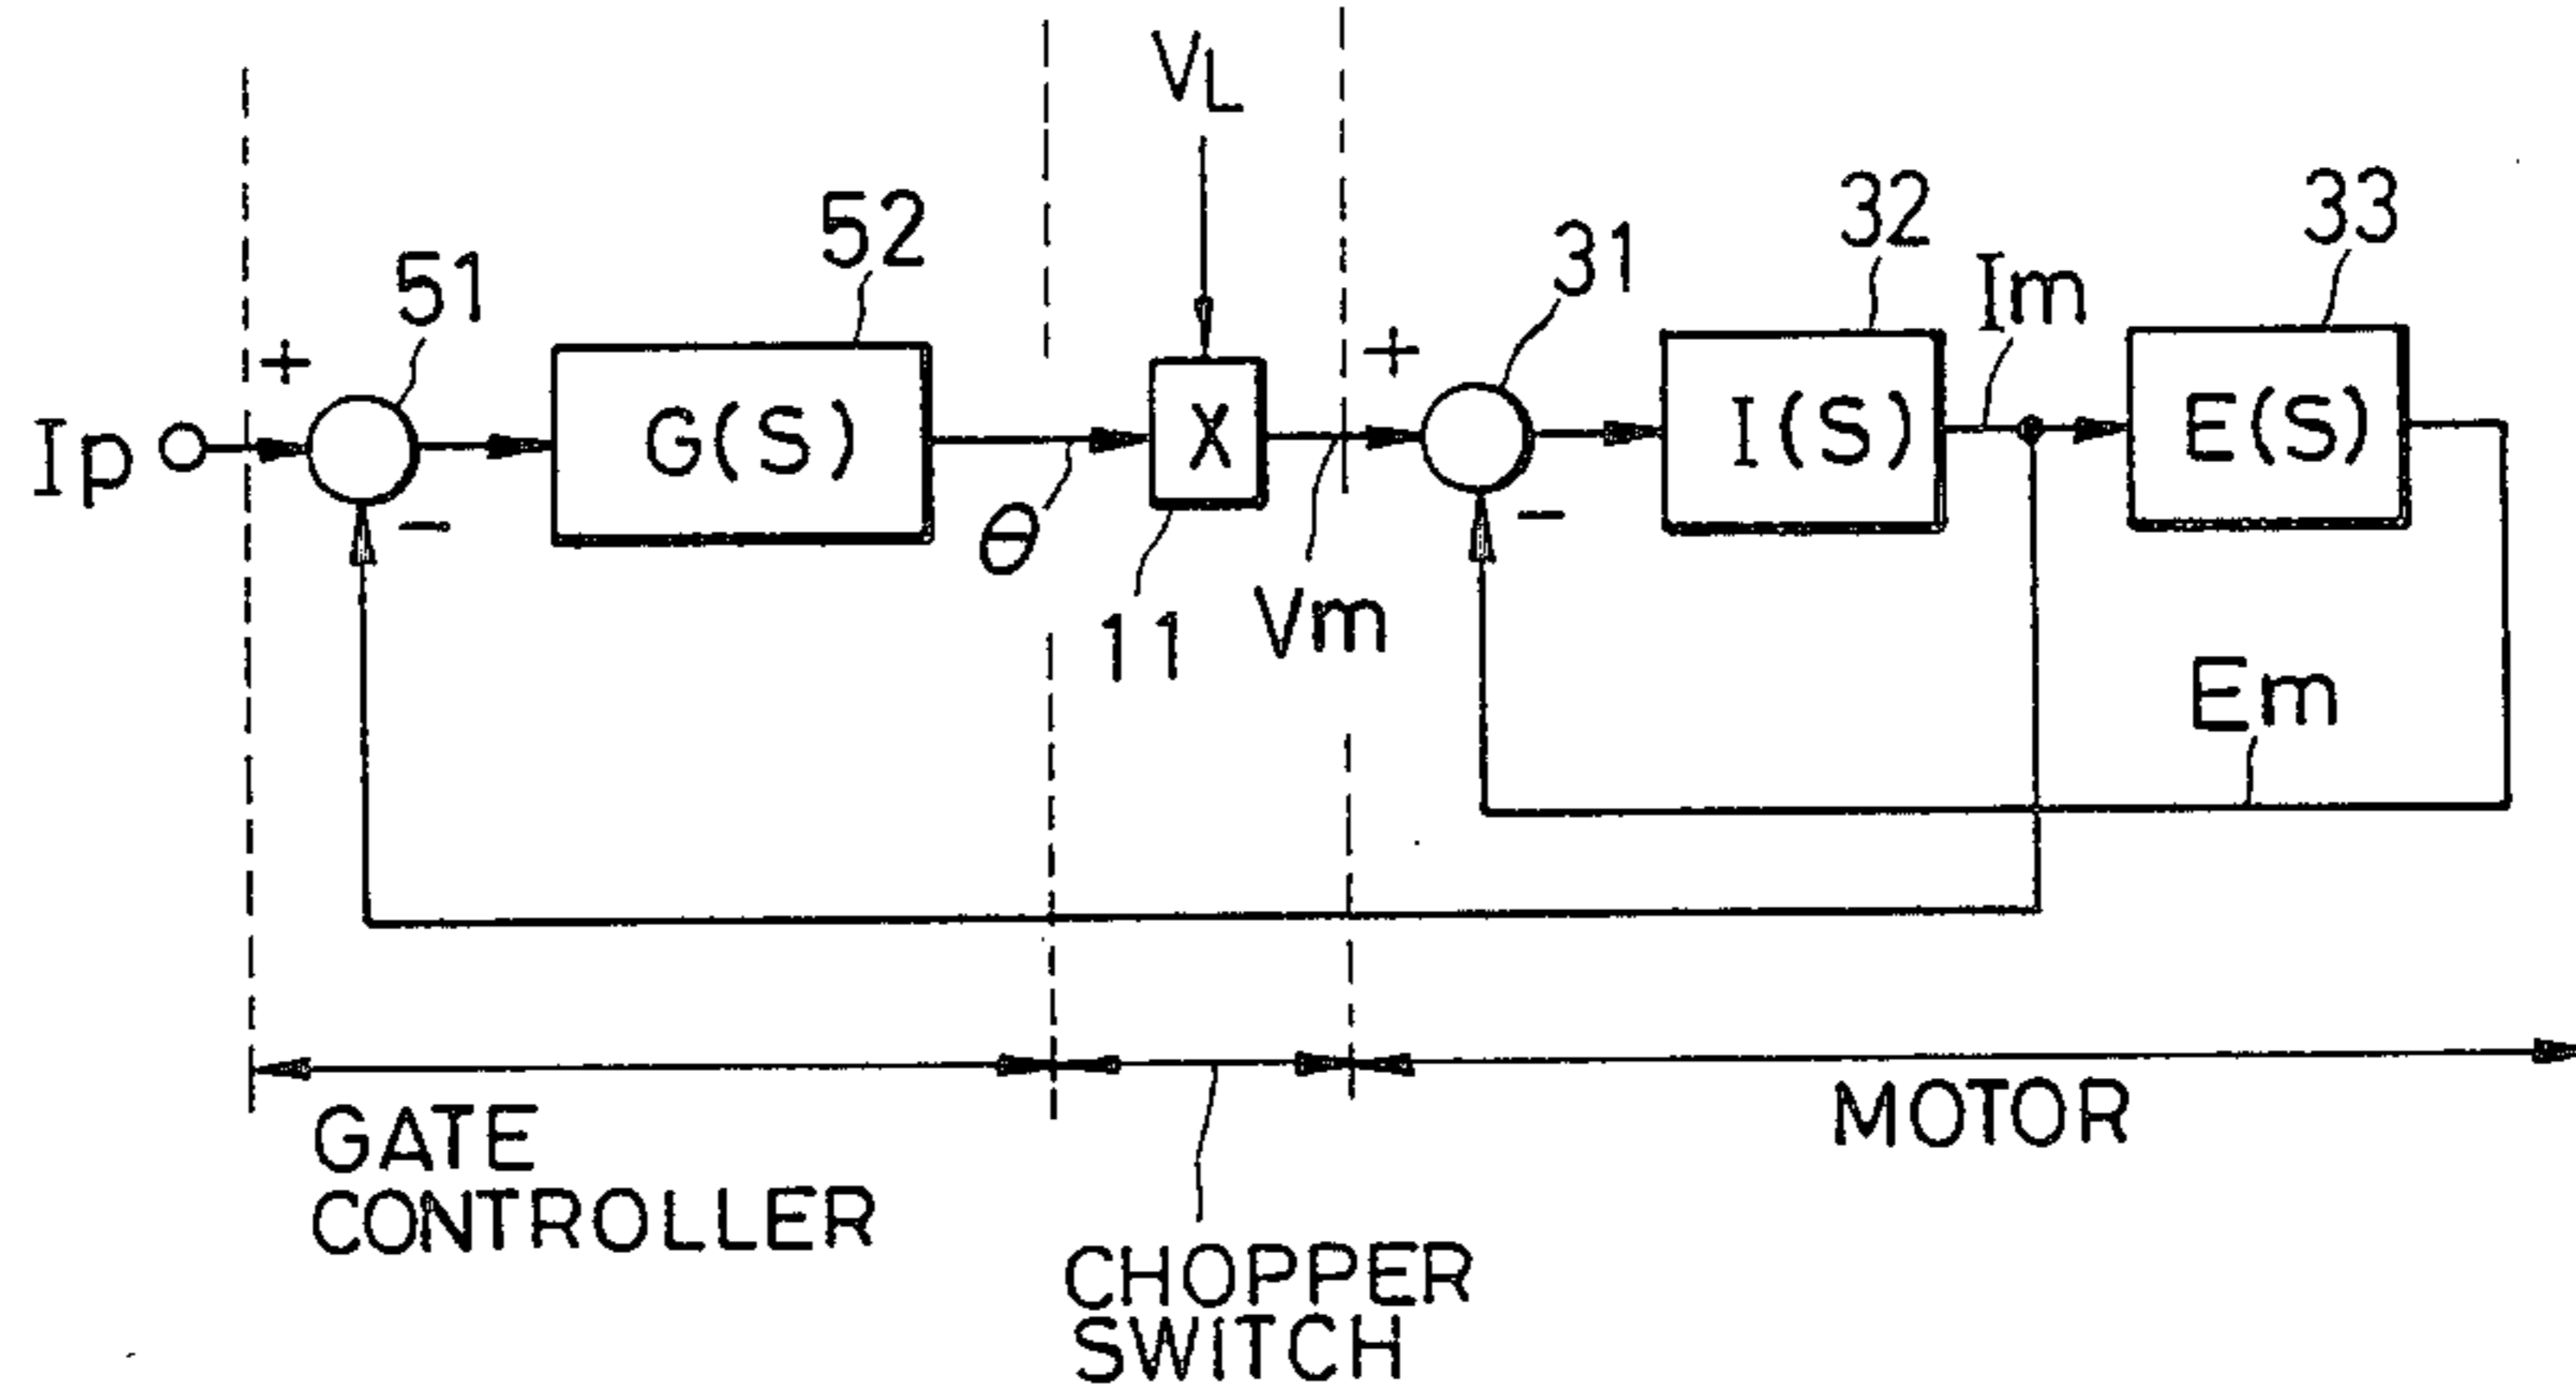 VL
52
32
33
51
31
Im
+
+
Ip
G(S)
X
I(S)
E(S)
−
−
θ
11
Vm
Em
GATE
CONTROLLER
MOTOR
CHOPPER
SWITCH